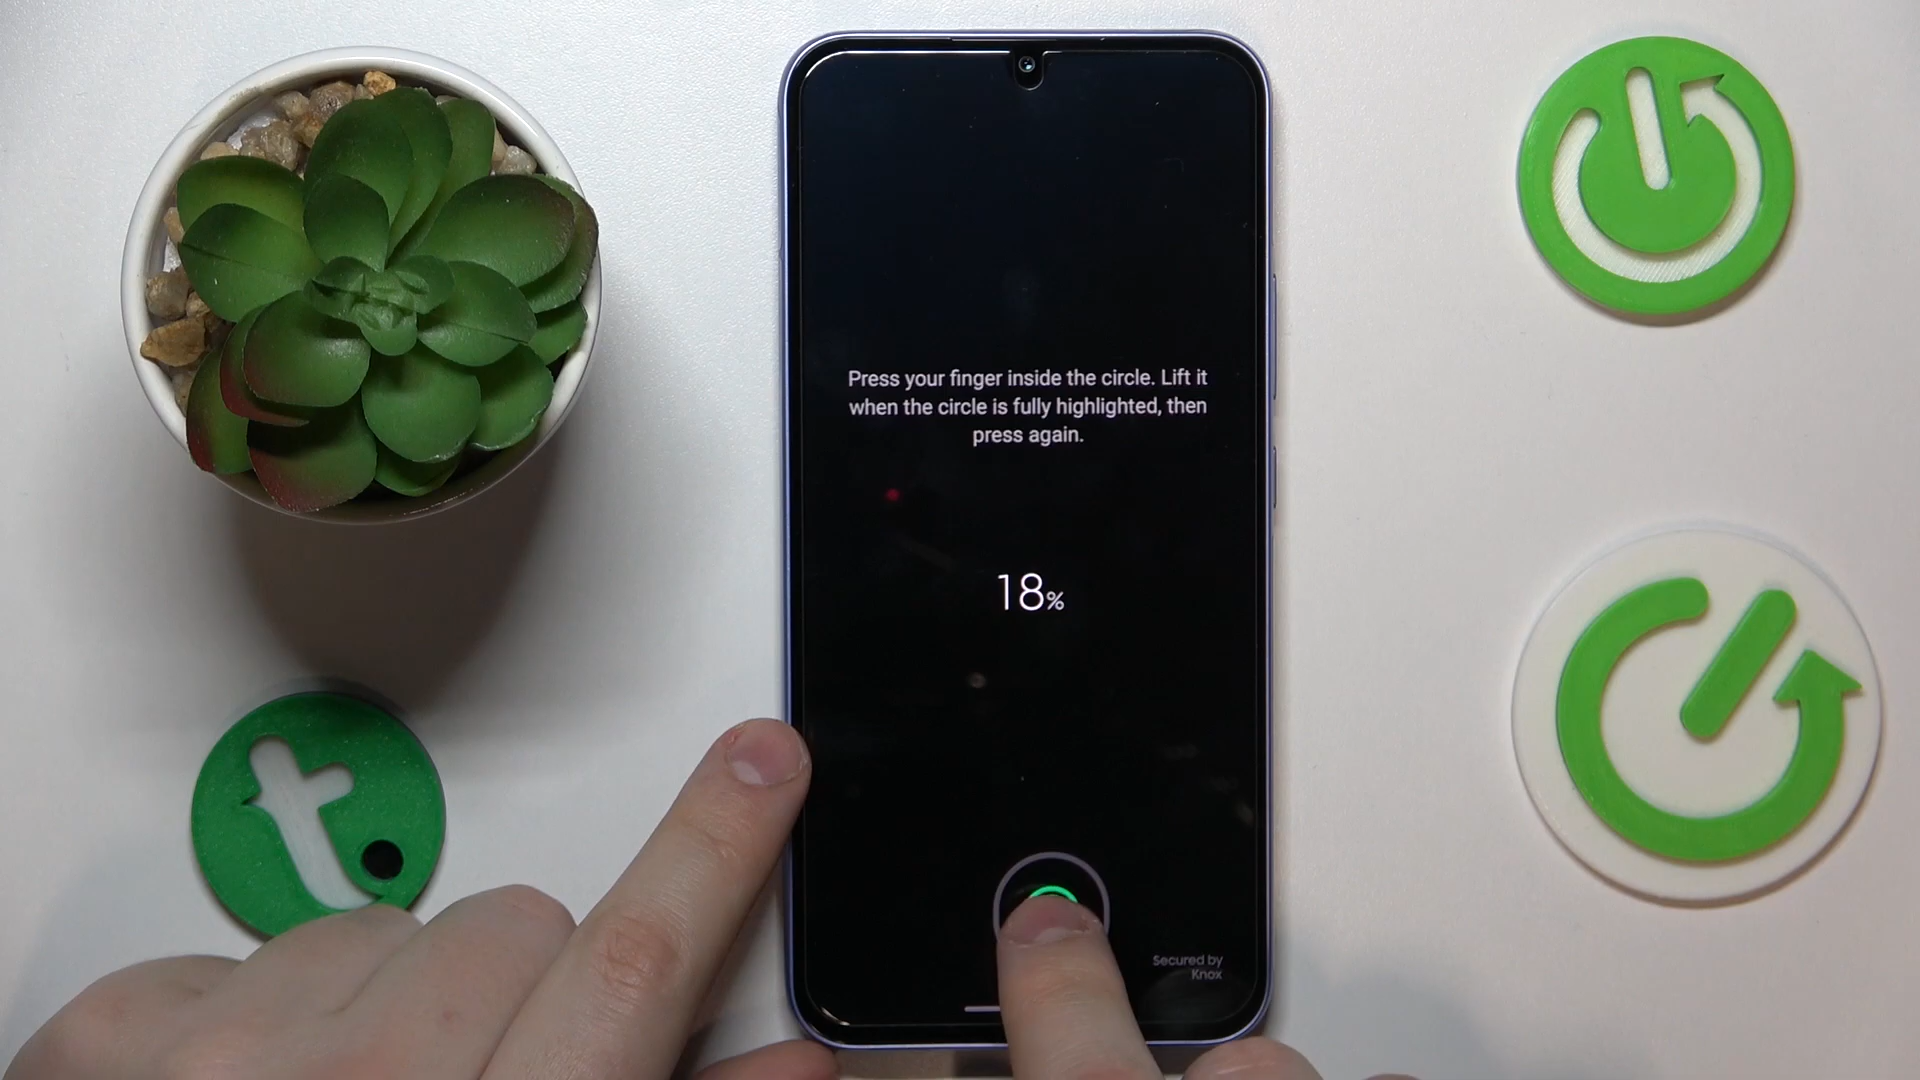 Press your finger inside the circle. Lift it
when the circle is fully highlighted, then
press again.
18%
Secured by
Knox